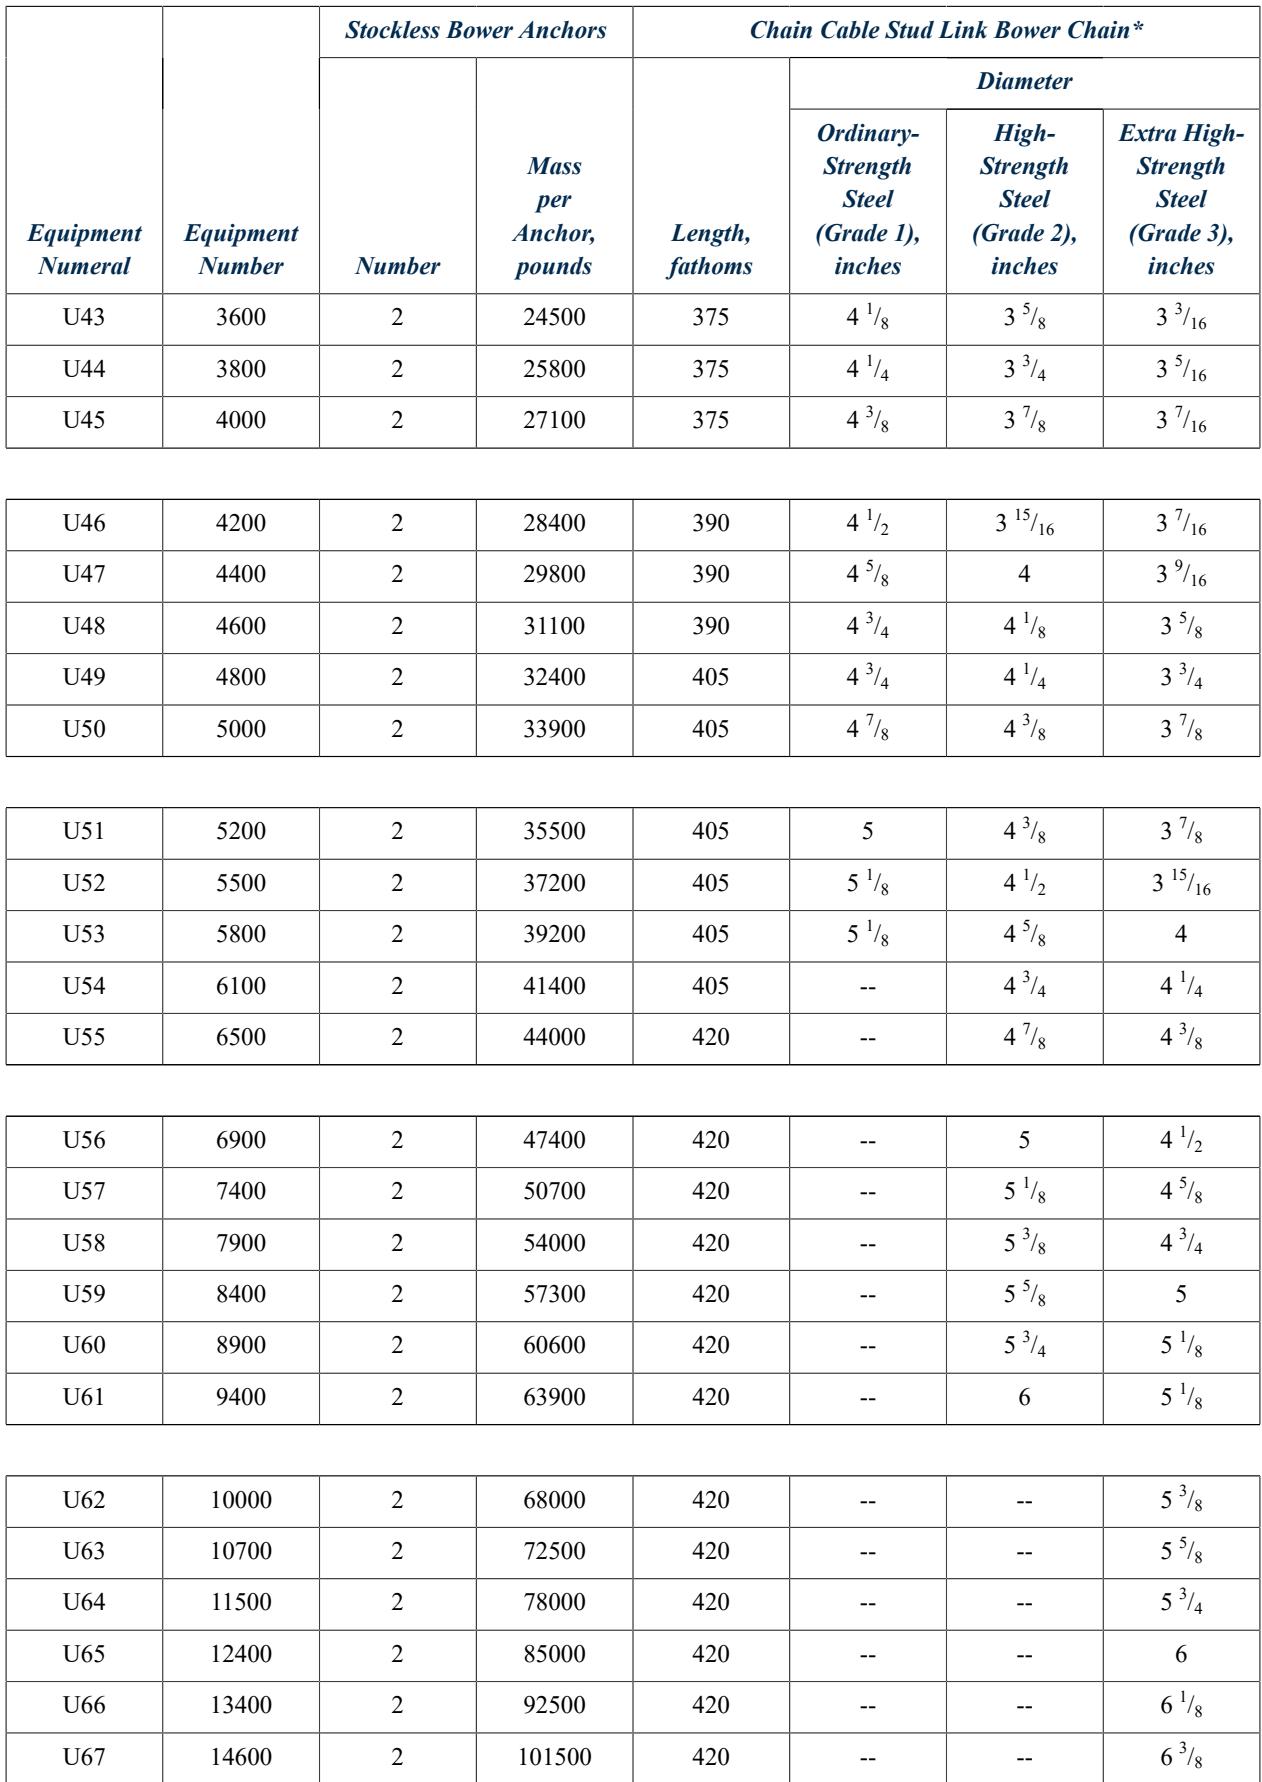 Stockless Bower Anchors Chain Cable Stud Link Bower Chain*
Diameter
Equipment Numeral
Equipment Number
Number
Mass per Anchor, pounds
Length, fathoms
Ordinary-Strength Steel (Grade 1), inches
High-Strength Steel (Grade 2), inches
Extra High-Strength Steel (Grade 3), inches
U43 3600 2 24500 375 4 1/8 3 5/8 3 3/16
U44 3800 2 25800 375 4 1/4 3 3/4 3 5/16
U45 4000 2 27100 375 4 3/8 3 7/8 3 7/16
U46 4200 2 28400 390 4 1/2 3 15/16 3 7/16
U47 4400 2 29800 390 4 5/8 4 3 9/16
U48 4600 2 31100 390 4 3/4 4 1/8 3 5/8
U49 4800 2 32400 405 4 3/4 4 1/4 3 3/4
U50 5000 2 33900 405 4 7/8 4 3/8 3 7/8
U51 5200 2 35500 405 5 4 3/8 3 7/8
U52 5500 2 37200 405 5 1/8 4 1/2 3 15/16
U53 5800 2 39200 405 5 1/8 4 5/8 4
U54 6100 2 41400 405 -- 4 3/4 4 1/4
U55 6500 2 44000 420 -- 4 7/8 4 3/8
U56 6900 2 47400 420 -- 5 4 1/2
U57 7400 2 50700 420 -- 5 1/8 4 5/8
U58 7900 2 54000 420 -- 5 3/8 4 3/4
U59 8400 2 57300 420 -- 5 5/8 5
U60 8900 2 60600 420 -- 5 3/4 5 1/8
U61 9400 2 63900 420 -- 6 5 1/8
U62 10000 2 68000 420 -- -- 5 3/8
U63 10700 2 72500 420 -- -- 5 5/8
U64 11500 2 78000 420 -- -- 5 3/4
U65 12400 2 85000 420 -- -- 6
U66 13400 2 92500 420 -- -- 6 1/8
U67 14600 2 101500 420 -- -- 6 3/8